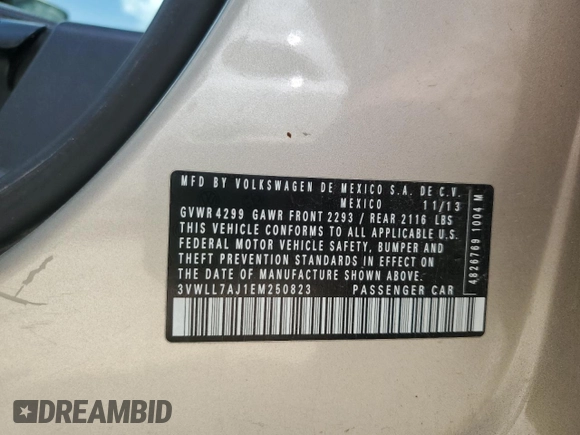 MFD BY VOLKSWAGEN DE MEXICO S.A. DE C.V.
MEXICO 11/13
GVWR 4299 GAWR FRONT 2293 / REAR 2116 LBS
THIS VEHICLE CONFORMS TO ALL APPLICABLE U.S.
FEDERAL MOTOR VEHICLE SAFETY, BUMPER AND
THEFT PREVENTION STANDARDS IN EFFECT ON
THE DATE OF MANUFACTURE SHOWN ABOVE.
3VWLL7AJ1EM250823 PASSENGER CAR
4826769 1004 M
DREAMBID